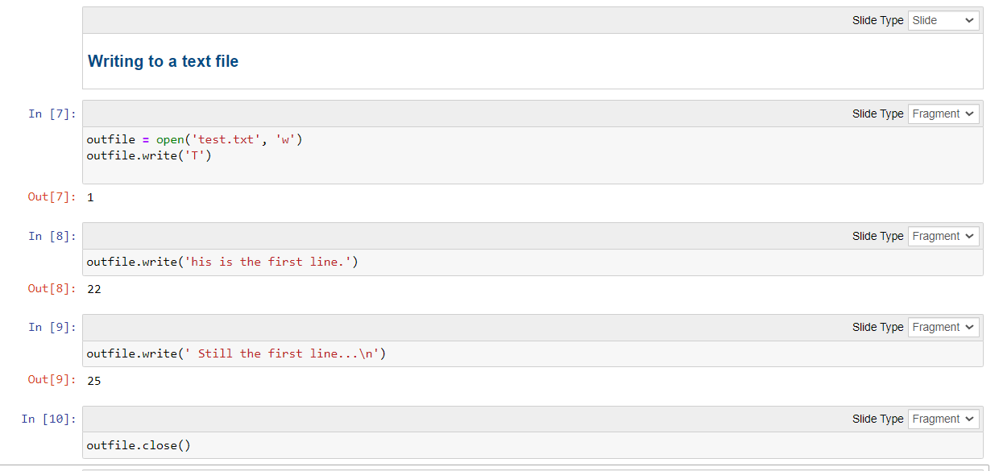 Slide Type Slide
Writing to a text file
In [7]:
Slide Type Fragment
outfile = open('test.txt', 'w')
outfile.write('T')
Out[7]: 1
In [8]:
Slide Type Fragment
outfile.write('his is the first line.')
Out[8]: 22
In [9]:
Slide Type Fragment
outfile.write(' Still the first line...\n')
Out[9]: 25
In [10]:
Slide Type Fragment
outfile.close()